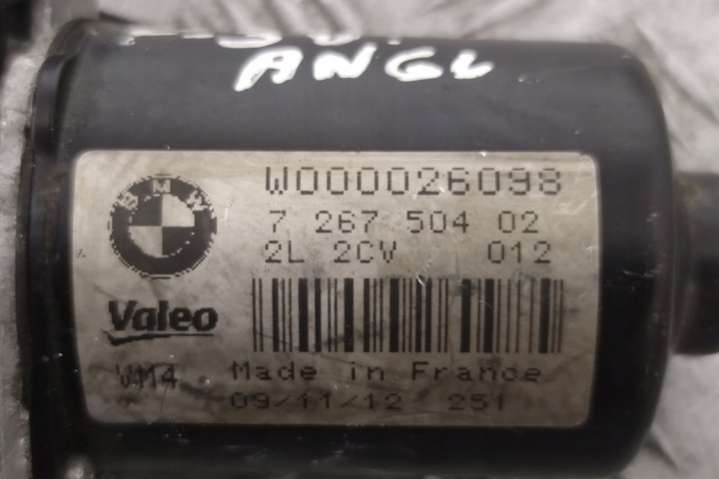 ANGL
BMW
W000026098
7 267 504 02
2L 2CV 012
Valeo
VM4
Made in France
09/11/12 251